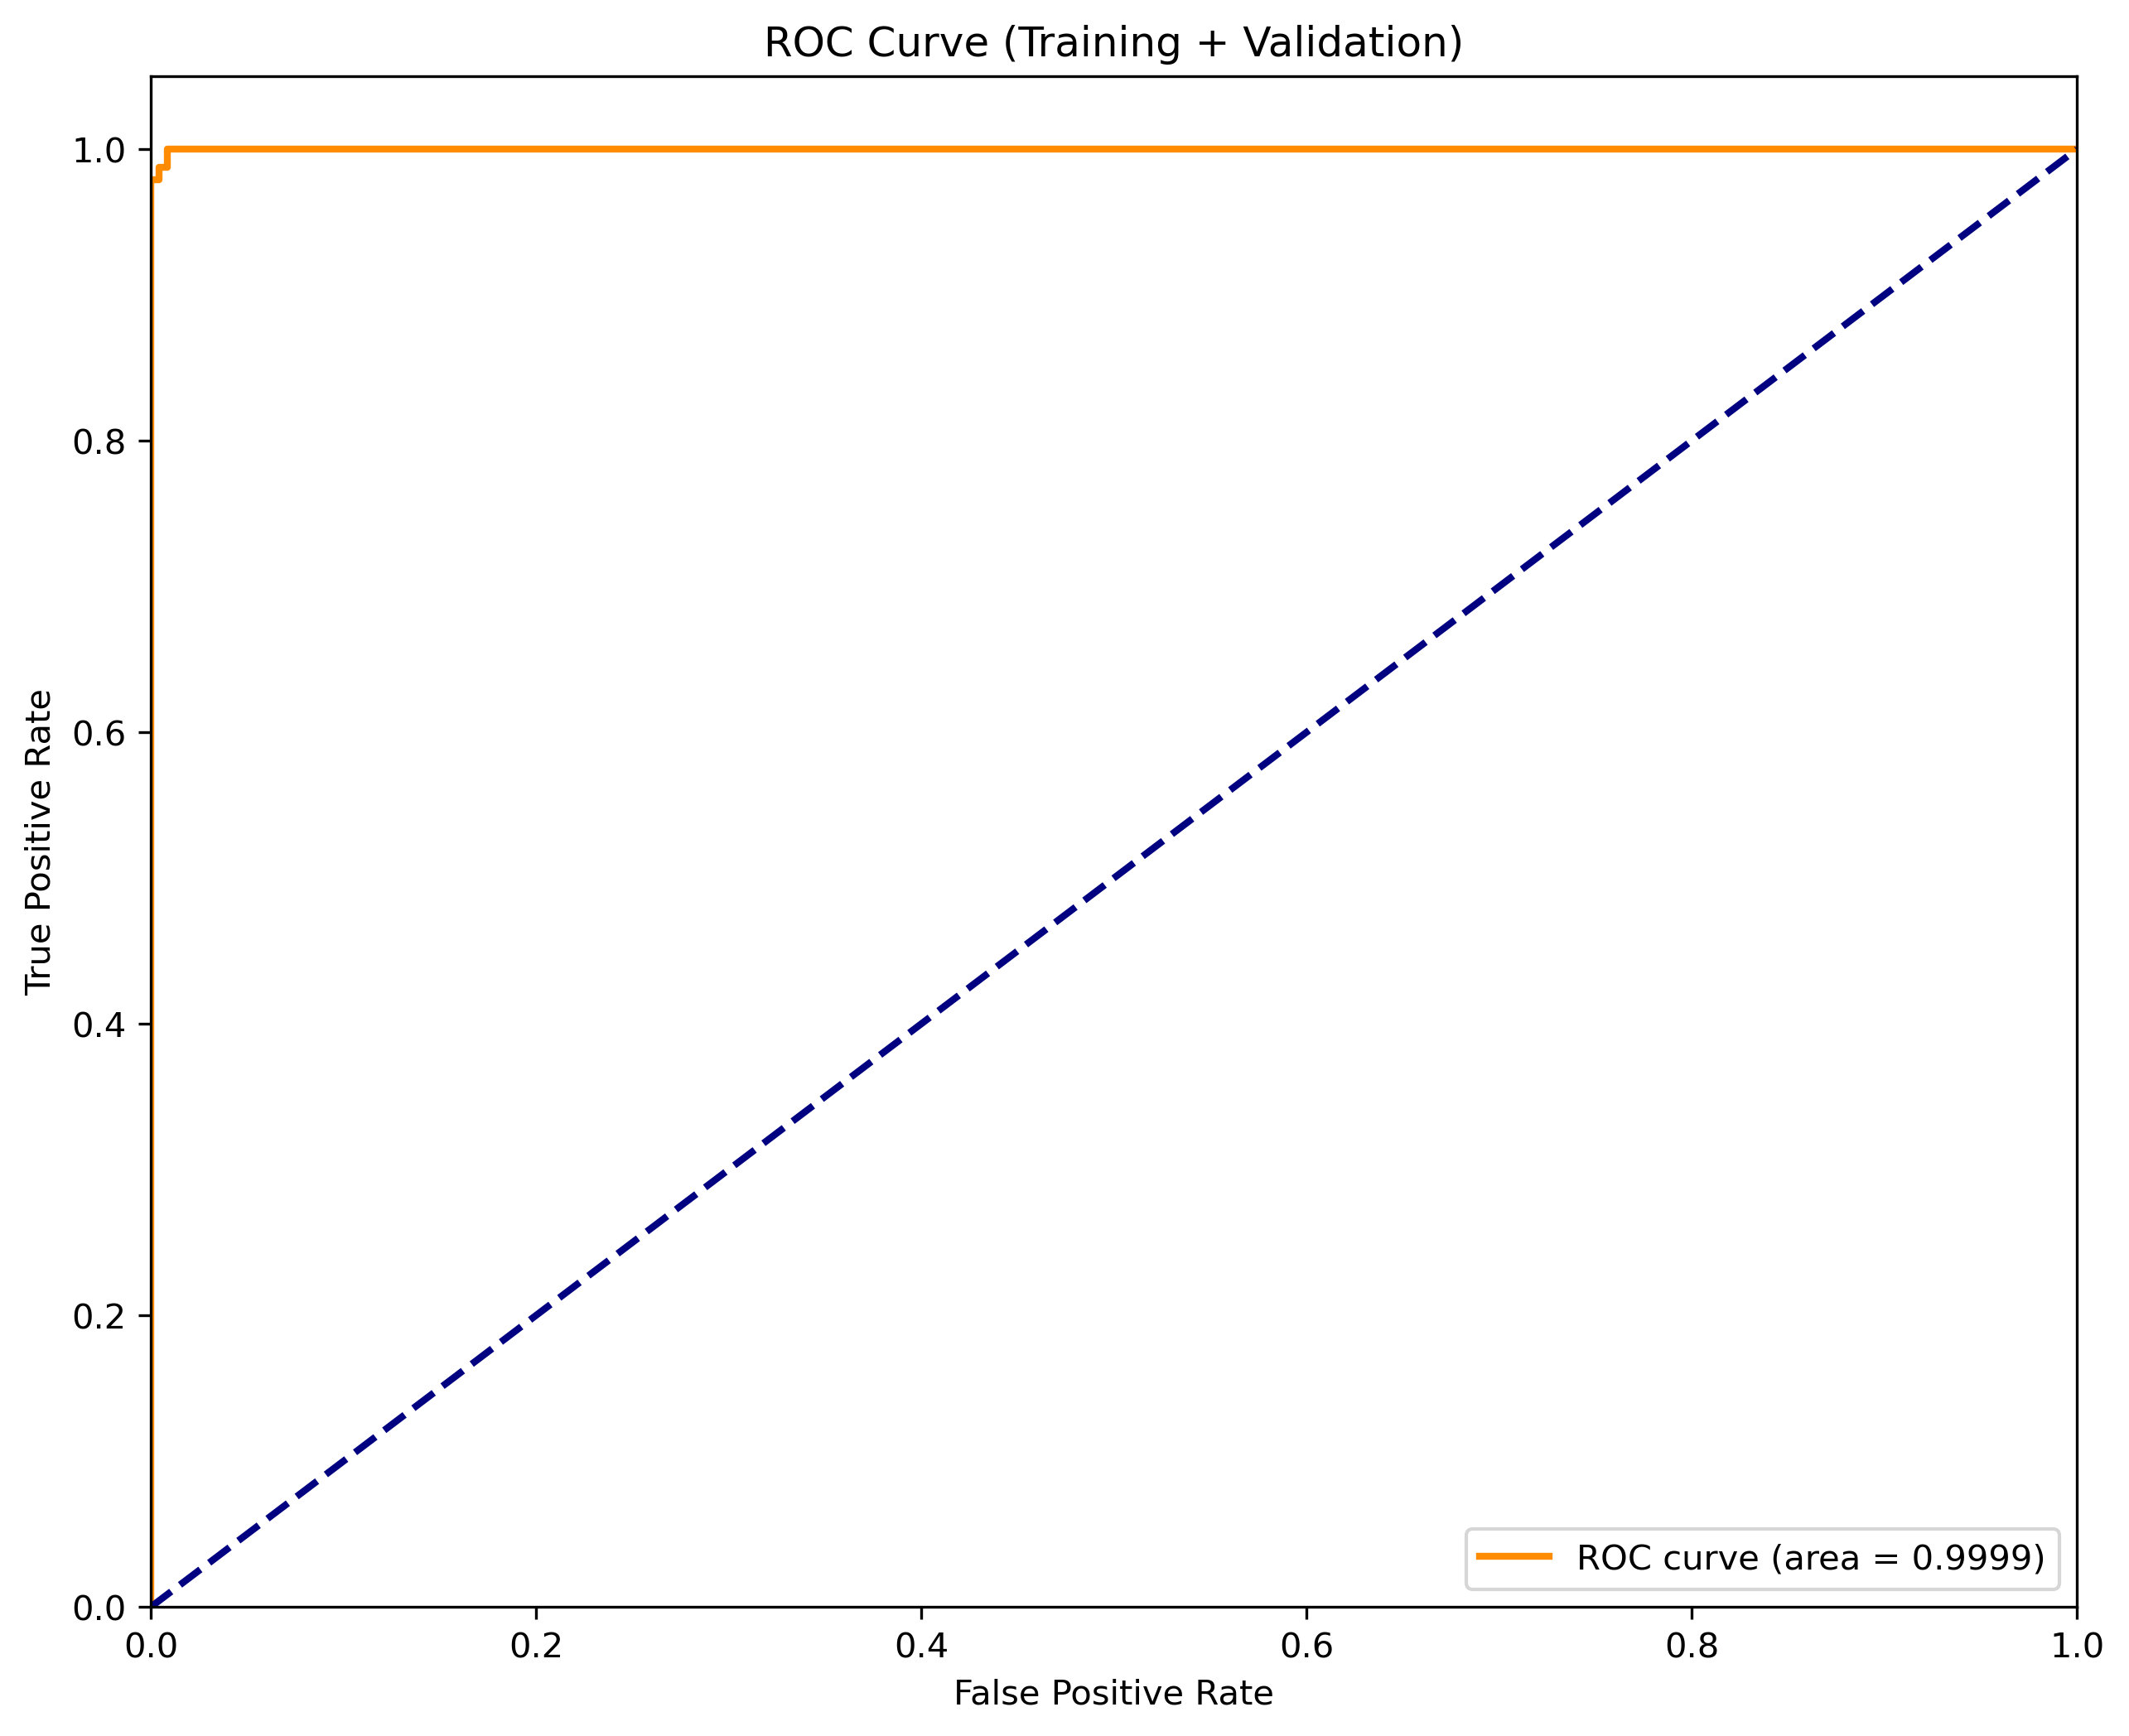 ROC Curve (Training + Validation)
1.0
0.8
0.6
0.4
0.2
0.0
True Positive Rate
0.0 0.2 0.4 0.6 0.8 1.0
False Positive Rate
ROC curve (area = 0.9999)